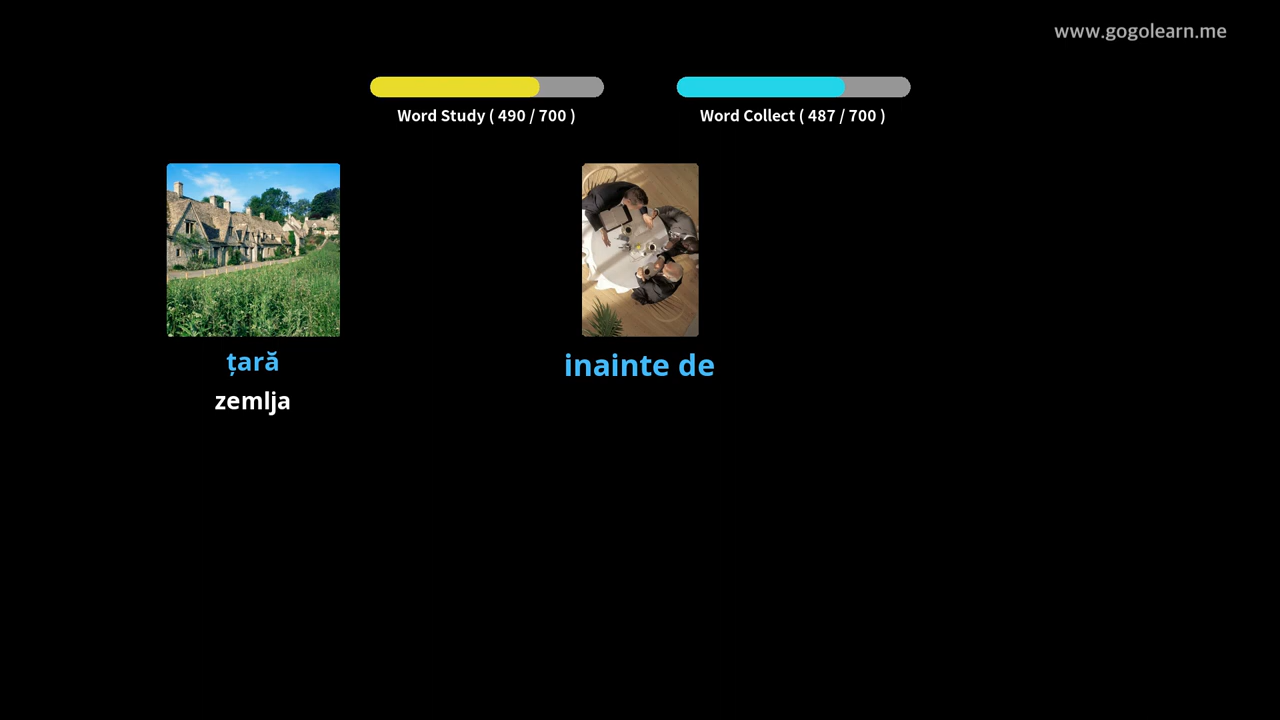 www.gogolearn.me
Word Study ( 490 / 700 )
Word Collect ( 487 / 700 )
țară
zemlja
inainte de